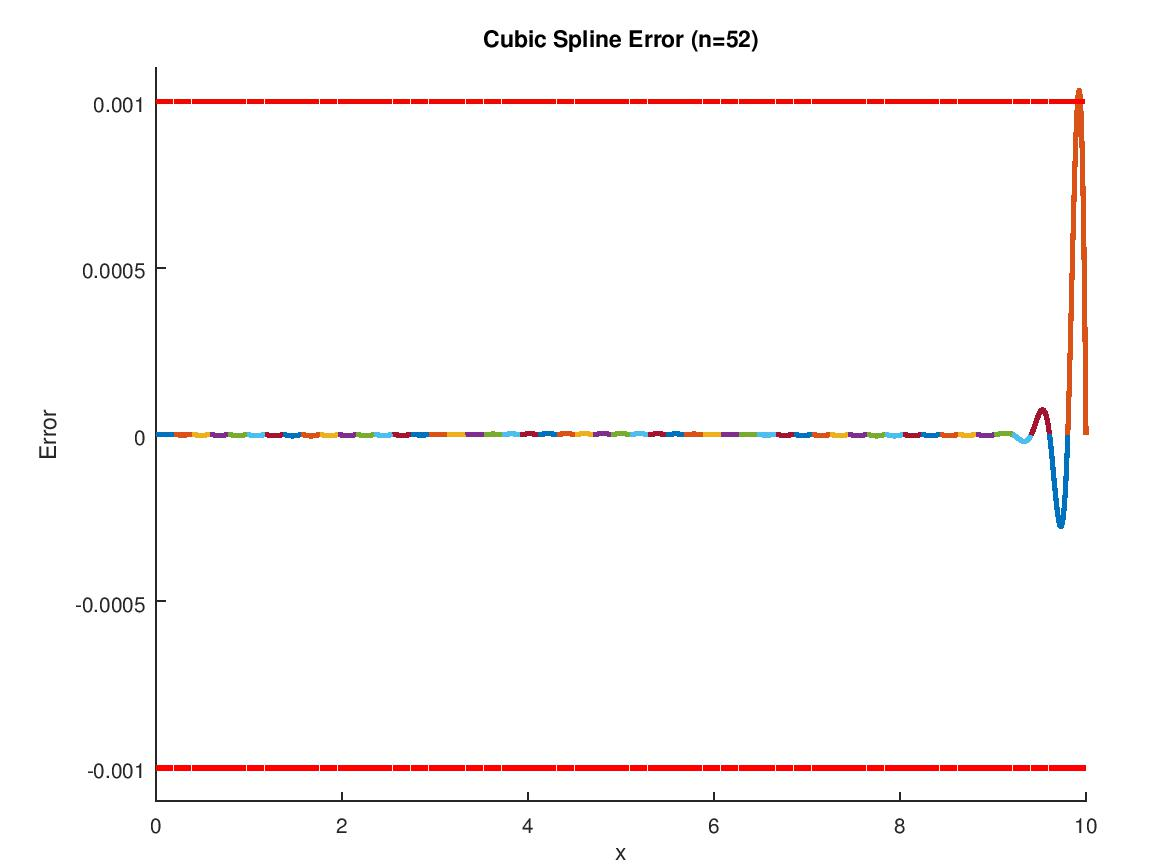 Cubic Spline Error (n=52)
0.001
0.0005
0
-0.0005
-0.001
Error
0 2 4 6 8 10
x